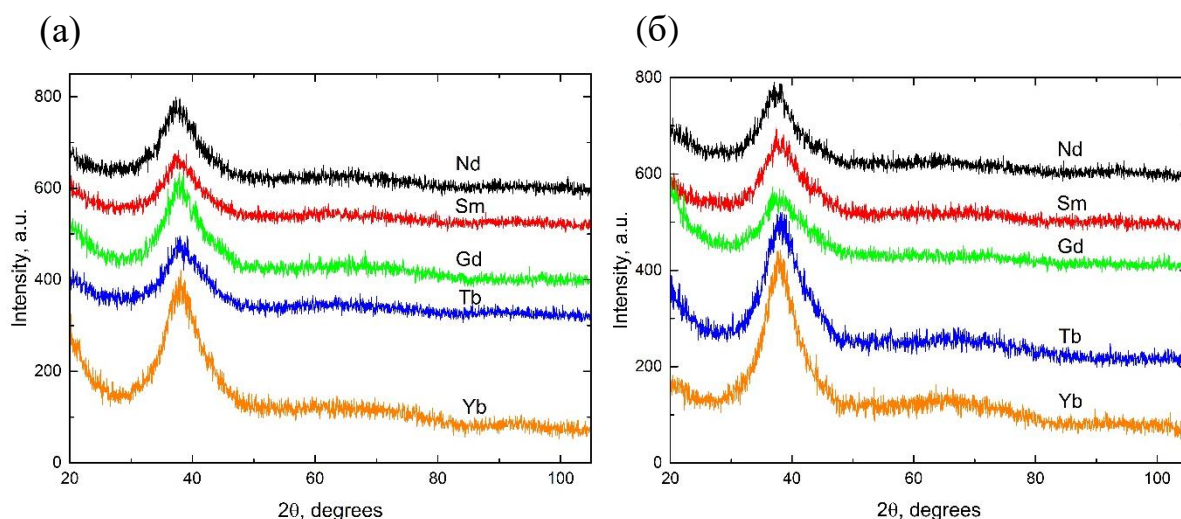 (а)
800
600
400
200
0
Intensity, a.u.
Nd
Sm
Gd
Tb
Yb
20 40 60 80 100
2θ, degrees
(б)
800
600
400
200
0
Intensity, a.u.
Nd
Sm
Gd
Tb
Yb
20 40 60 80 100
2θ, degrees